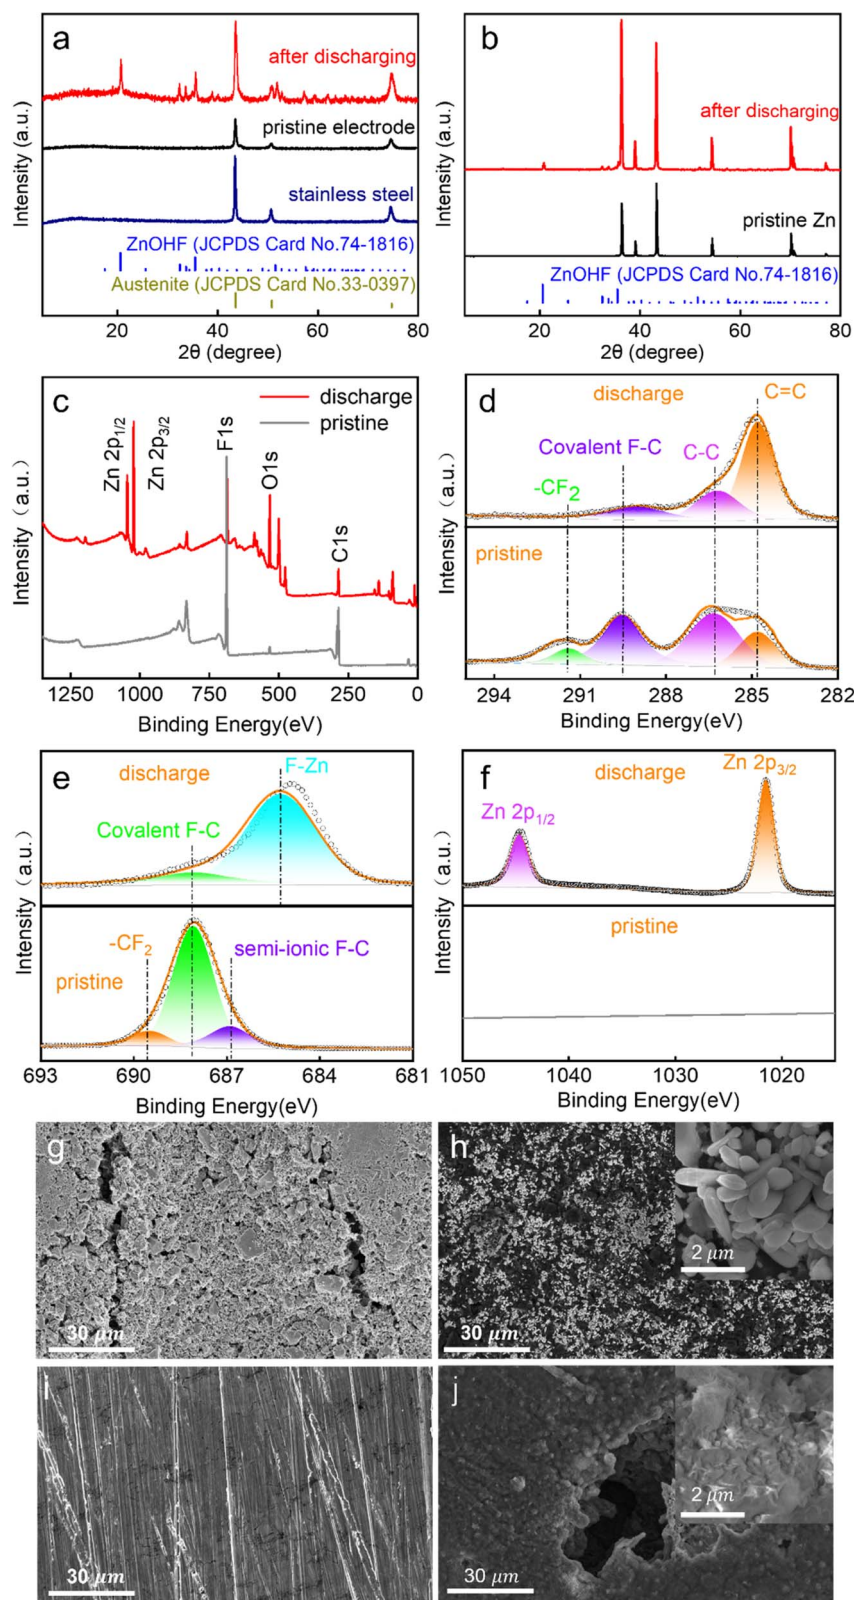 a
after discharging
pristine electrode
stainless steel
ZnOHF (JCPDS Card No.74-1816)
Austenite (JCPDS Card No.33-0397)
Intensity (a.u.)
20 40 60 80
2θ (degree)
b
after discharging
pristine Zn
ZnOHF (JCPDS Card No.74-1816)
Intensity (a.u.)
20 40 60 80
2θ (degree)
c
discharge
pristine
Zn 2p1/2
Zn 2p3/2
F1s
O1s
C1s
Intensity（a.u.)
1250 1000 750 500 250 0
Binding Energy(eV)
d
discharge
C=C
Covalent F-C
C-C
-CF2
pristine
Intensity（a.u.)
294 291 288 285 282
Binding Energy(eV)
e
discharge
F-Zn
Covalent F-C
-CF2
semi-ionic F-C
pristine
Intensity（a.u.)
693 690 687 684 681
Binding Energy(eV)
f
discharge
Zn 2p3/2
Zn 2p1/2
pristine
Intensity（a.u.)
1050 1040 1030 1020
Binding Energy(eV)
g
30 μm
h
2 μm
30 μm
i
30 μm
j
2 μm
30 μm